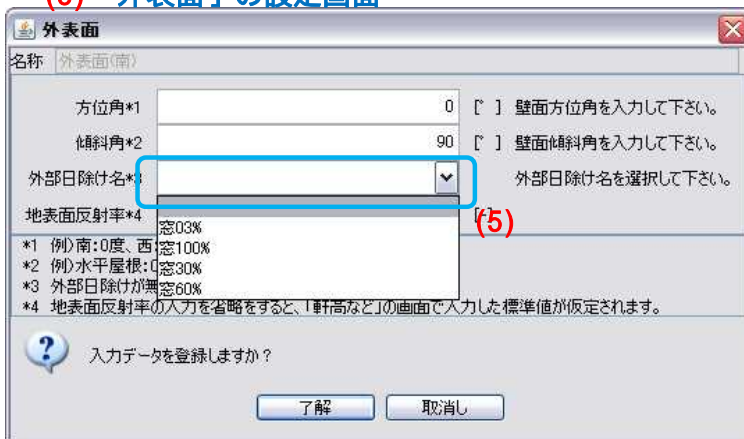 外表面
名称 外表面(南)
方位角*1 0 [° ] 壁面方位角を入力して下さい。
傾斜角*2 90 [° ] 壁面傾斜角を入力して下さい。
外部日除け名*3 外部日除け名を選択して下さい。
地表面反射率*4 [-]
(5)
窓03%
窓100%
窓30%
窓60%
*1 例)南:0度、西
*2 例)水平屋根:0
*3 外部日除けが無
*4 地表面反射率の入力を省略をすると、「軒高など」の画面で入力した標準値が仮定されます。
入力データを登録しますか?
了解 取消し